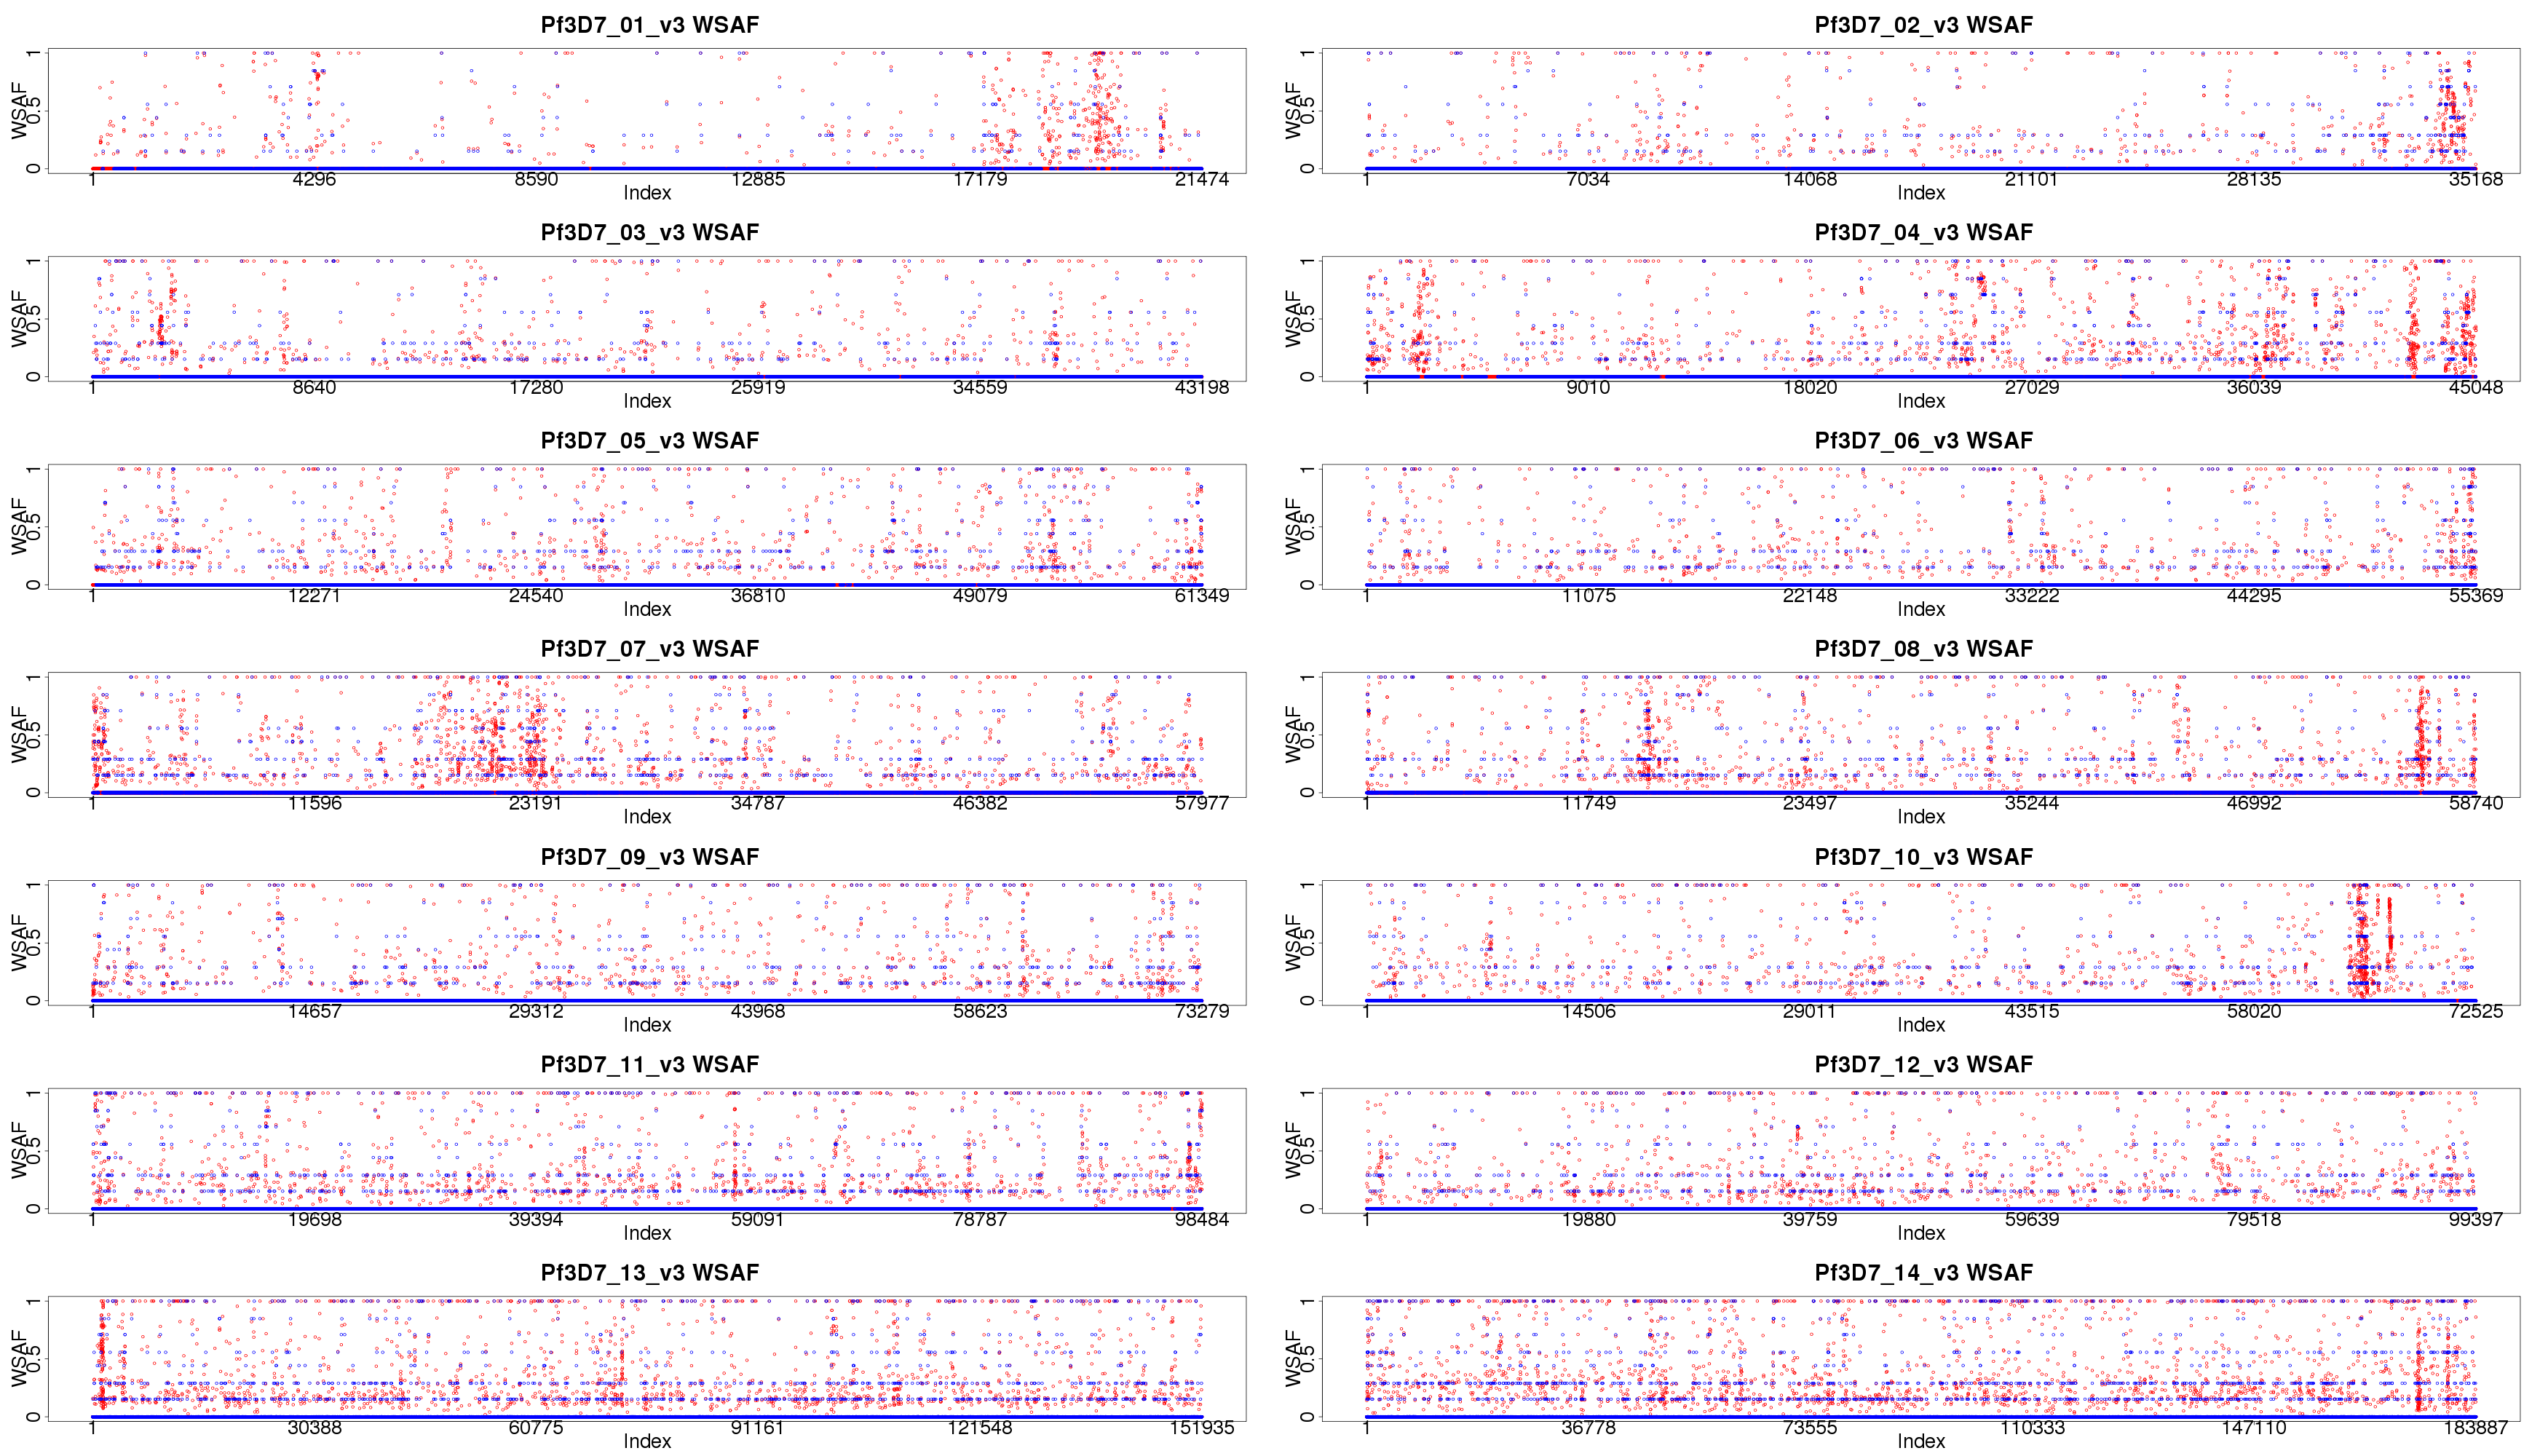 Pf3D7_01_v3 WSAF
WSAF
0 0.5 1
1 4296 8590 12885 17179 21474
Index
Pf3D7_02_v3 WSAF
WSAF
0 0.5 1
1 7034 14068 21101 28135 35168
Index
Pf3D7_03_v3 WSAF
WSAF
0 0.5 1
1 8640 17280 25919 34559 43198
Index
Pf3D7_04_v3 WSAF
WSAF
0 0.5 1
1 9010 18020 27029 36039 45048
Index
Pf3D7_05_v3 WSAF
WSAF
0 0.5 1
1 12271 24540 36810 49079 61349
Index
Pf3D7_06_v3 WSAF
WSAF
0 0.5 1
1 11075 22148 33222 44295 55369
Index
Pf3D7_07_v3 WSAF
WSAF
0 0.5 1
1 11596 23191 34787 46382 57977
Index
Pf3D7_08_v3 WSAF
WSAF
0 0.5 1
1 11749 23497 35244 46992 58740
Index
Pf3D7_09_v3 WSAF
WSAF
0 0.5 1
1 14657 29312 43968 58623 73279
Index
Pf3D7_10_v3 WSAF
WSAF
0 0.5 1
1 14506 29011 43515 58020 72525
Index
Pf3D7_11_v3 WSAF
WSAF
0 0.5 1
1 19698 39394 59091 78787 98484
Index
Pf3D7_12_v3 WSAF
WSAF
0 0.5 1
1 19880 39759 59639 79518 99397
Index
Pf3D7_13_v3 WSAF
WSAF
0 0.5 1
1 30388 60775 91161 121548 151935
Index
Pf3D7_14_v3 WSAF
WSAF
0 0.5 1
1 36778 73555 110333 147110 183887
Index